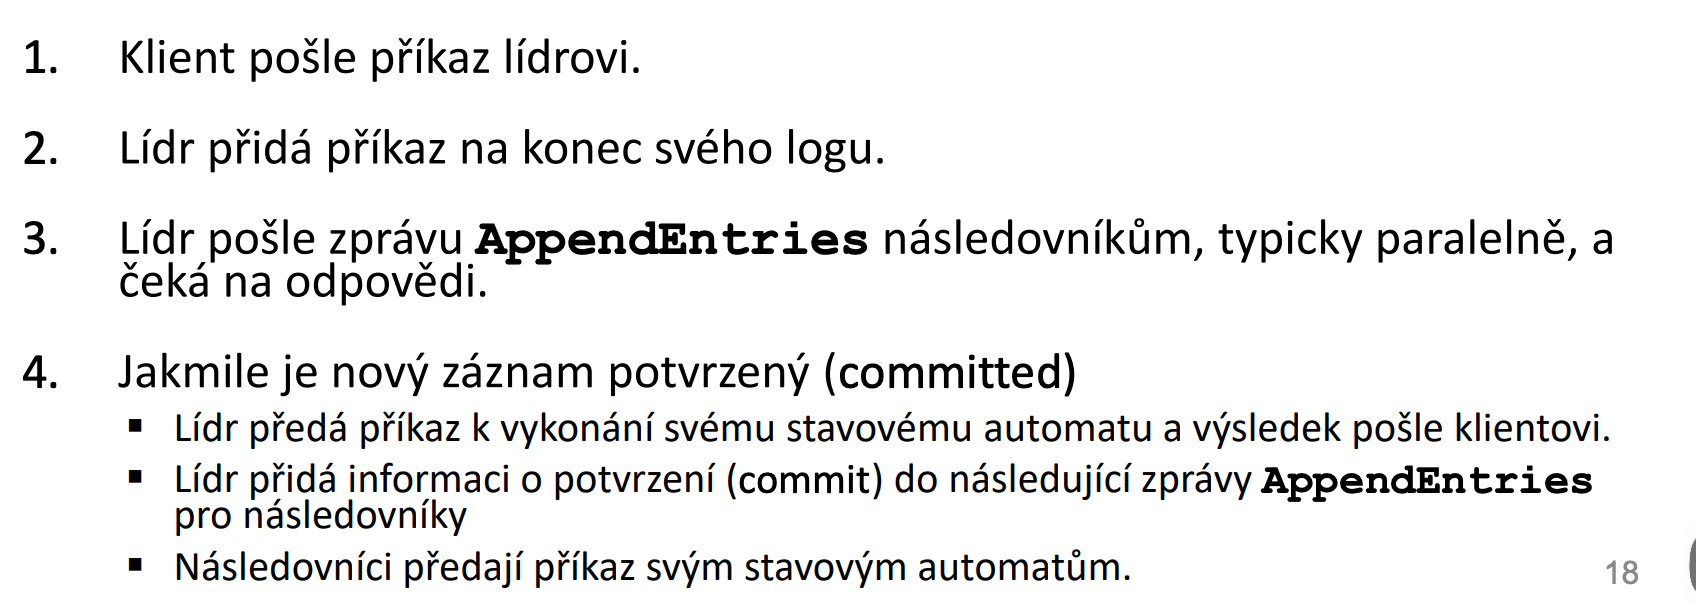 1. Klient pošle příkaz lídrovi.
2. Lídr přidá příkaz na konec svého logu.
3. Lídr pošle zprávu AppendEntries následovníkům, typicky paralelně, a
čeká na odpovědi.
4. Jakmile je nový záznam potvrzený (committed)
▪ Lídr předá příkaz k vykonání svému stavovému automatu a výsledek pošle klientovi.
▪ Lídr přidá informaci o potvrzení (commit) do následující zprávy AppendEntries
pro následovníky
▪ Následovníci předají příkaz svým stavovým automatům.
18